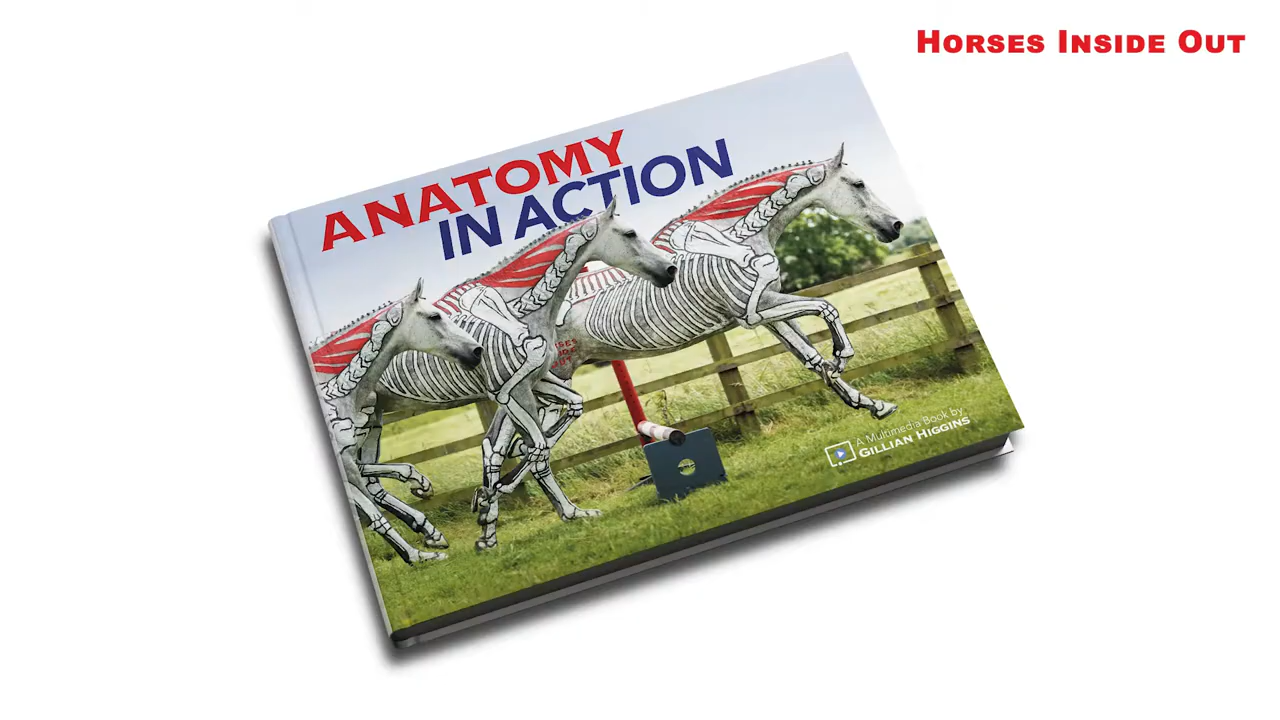 HORSES INSIDE OUT
ANATOMY
IN ACTION
A Multimedia Book by
GILLIAN HIGGINS